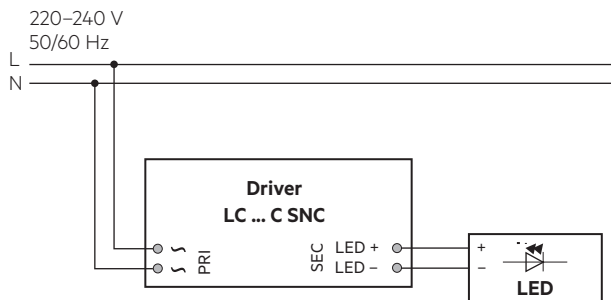 220–240 V
50/60 Hz
L
N
Driver
LC ... C SNC
~ PRI SEC LED + +
~ LED – –
LED